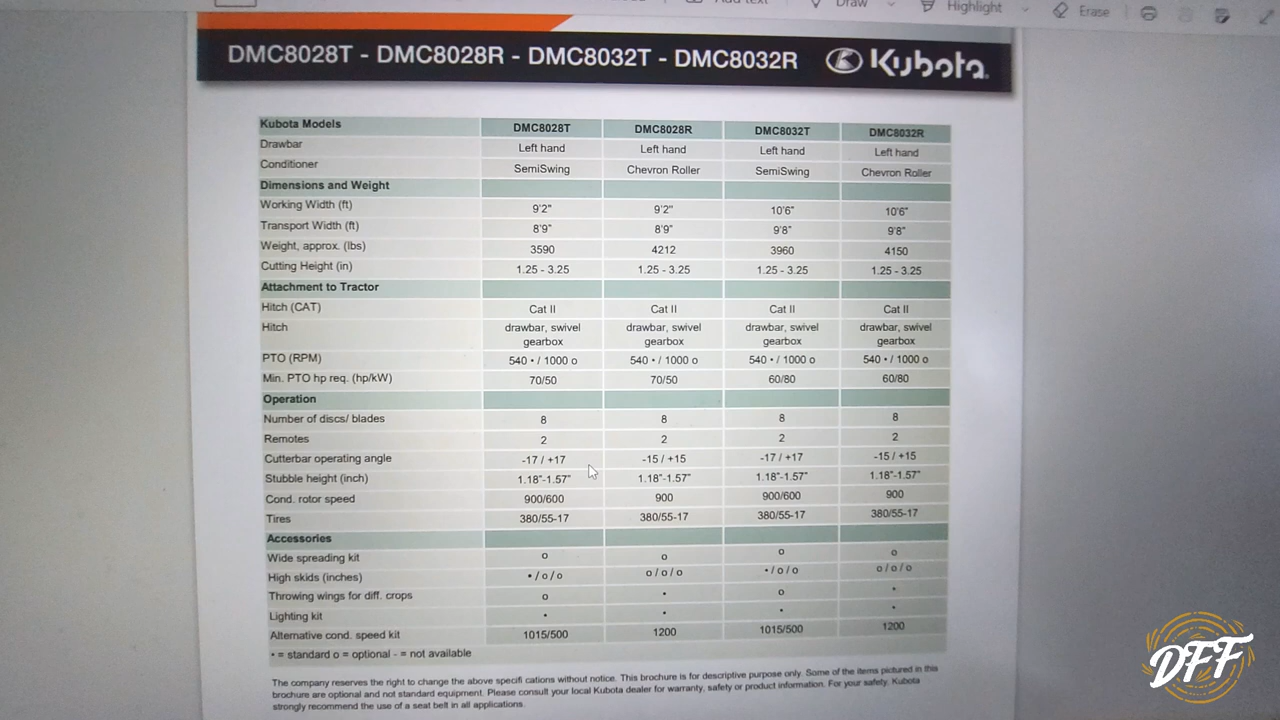 Add text Draw Highlight Erase
DMC8028T - DMC8028R - DMC8032T - DMC8032R Kubota
Kubota Models DMC8028T DMC8028R DMC8032T DMC8032R
Drawbar Left hand Left hand Left hand Left hand
Conditioner SemiSwing Chevron Roller SemiSwing Chevron Roller
Dimensions and Weight
Working Width (ft) 9'2" 9'2" 10'6" 10'6"
Transport Width (ft) 8'9" 8'9" 9'8" 9'8"
Weight, approx. (lbs) 3590 4212 3960 4150
Cutting Height (in) 1.25 - 3.25 1.25 - 3.25 1.25 - 3.25 1.25 - 3.25
Attachment to Tractor
Hitch (CAT) Cat II Cat II Cat II Cat II
Hitch drawbar, swivel drawbar, swivel drawbar, swivel drawbar, swivel
gearbox gearbox gearbox gearbox
PTO (RPM) 540 • / 1000 o 540 • / 1000 o 540 • / 1000 o 540 • / 1000 o
Min. PTO hp req. (hp/kW) 70/50 70/50 60/80 60/80
Operation
Number of discs/ blades 8 8 8 8
Remotes 2 2 2 2
Cutterbar operating angle -17 / +17 -15 / +15 -17 / +17 -15 / +15
Stubble height (inch) 1.18"-1.57" 1.18"-1.57" 1.18"-1.57" 1.18"-1.57"
Cond. rotor speed 900/600 900 900/600 900
Tires 380/55-17 380/55-17 380/55-17 380/55-17
Accessories
Wide spreading kit o o o o
High skids (inches) • / o / o o / o / o • / o / o o / o / o
Throwing wings for diff. crops o • o •
Lighting kit • • • •
Alternative cond. speed kit 1015/500 1200 1015/500 1200
• = standard o = optional - = not available
The company reserves the right to change the above specifi cations without notice. This brochure is for descriptive purpose only. Some of the items pictured in this
brochure are optional and not standard equipment. Please consult your local Kubota dealer for warranty, safety or product information. For your safety, Kubota
strongly recommend the use of a seat belt in all applications.
DFF